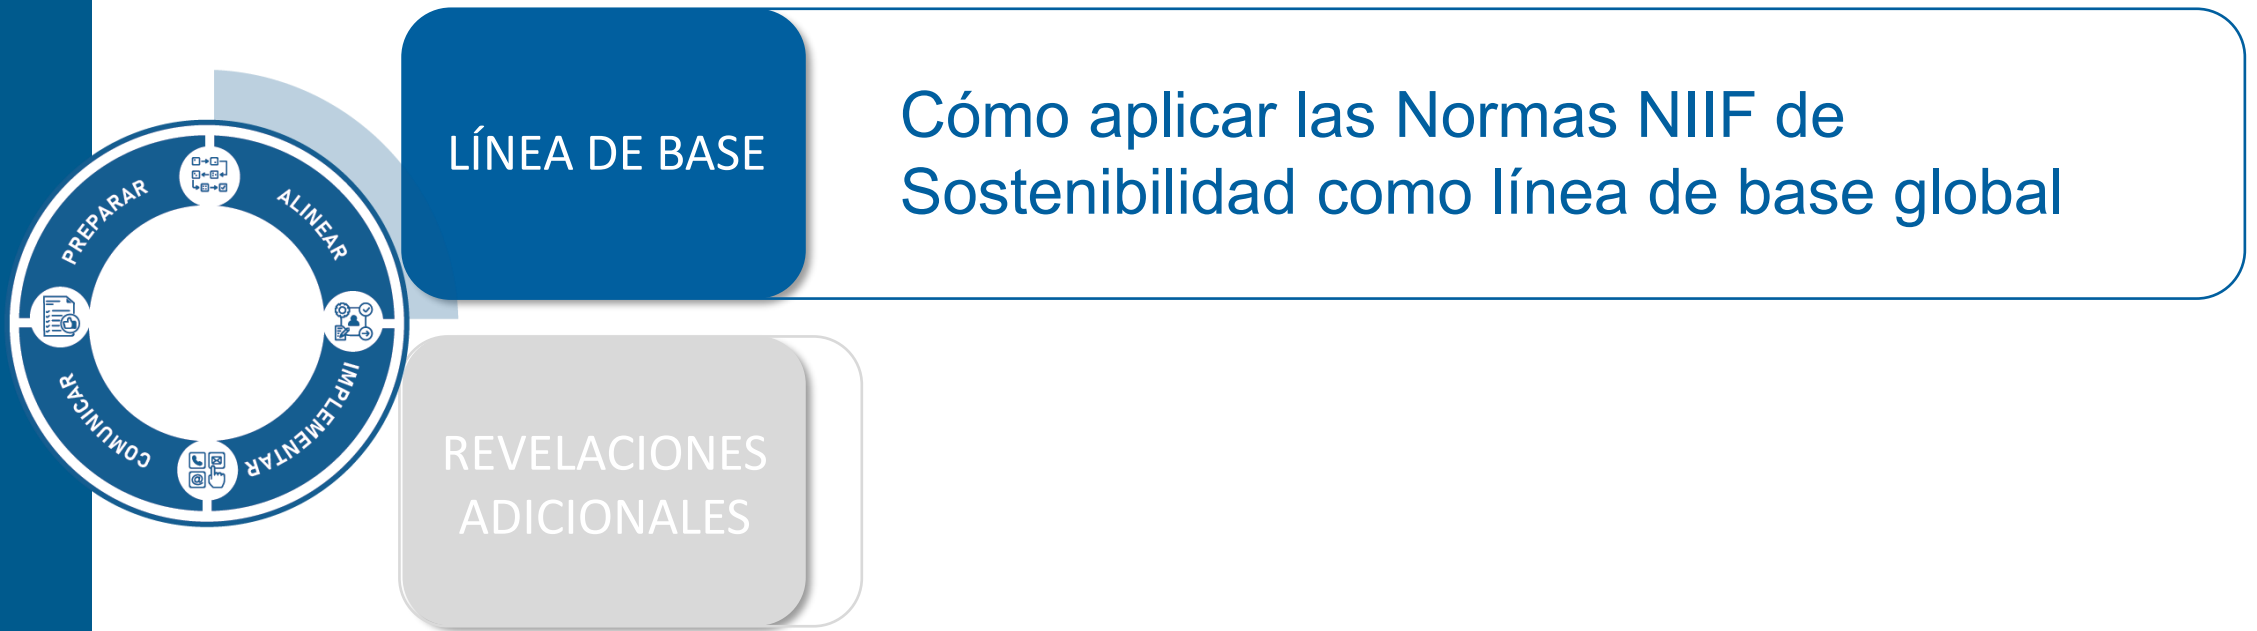 PREPARAR
ALINEAR
IMPLEMENTAR
COMUNICAR
LÍNEA DE BASE
Cómo aplicar las Normas NIIF de
Sostenibilidad como línea de base global
REVELACIONES
ADICIONALES